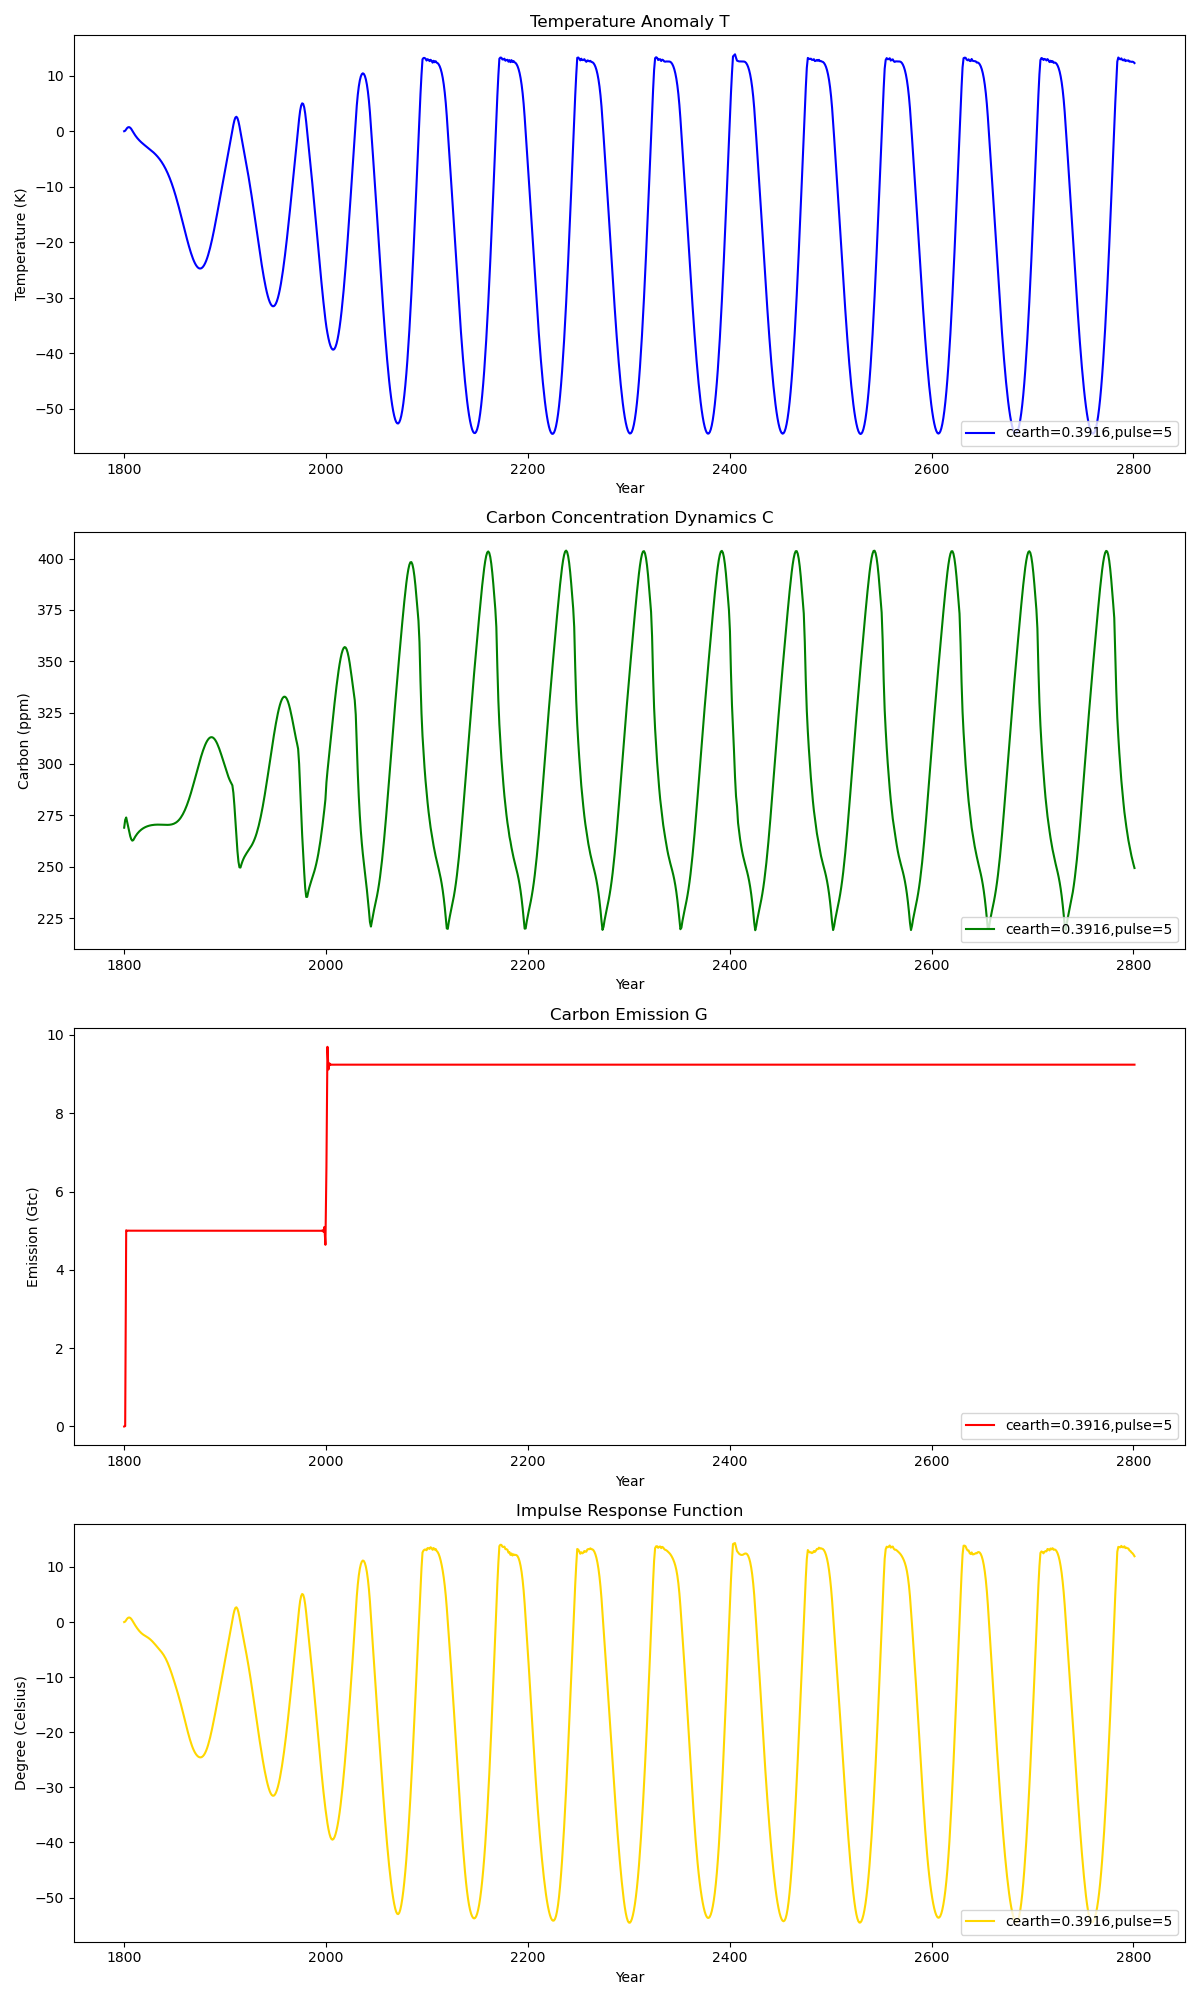 Temperature Anomaly T
10
0
−10
−20
−30
−40
−50
Temperature (K)
cearth=0.3916,pulse=5
1800 2000 2200 2400 2600 2800
Year
Carbon Concentration Dynamics C
400
375
350
325
300
275
250
225
Carbon (ppm)
cearth=0.3916,pulse=5
1800 2000 2200 2400 2600 2800
Year
Carbon Emission G
10
8
6
4
2
0
Emission (Gtc)
cearth=0.3916,pulse=5
1800 2000 2200 2400 2600 2800
Year
Impulse Response Function
10
0
−10
−20
−30
−40
−50
Degree (Celsius)
cearth=0.3916,pulse=5
1800 2000 2200 2400 2600 2800
Year